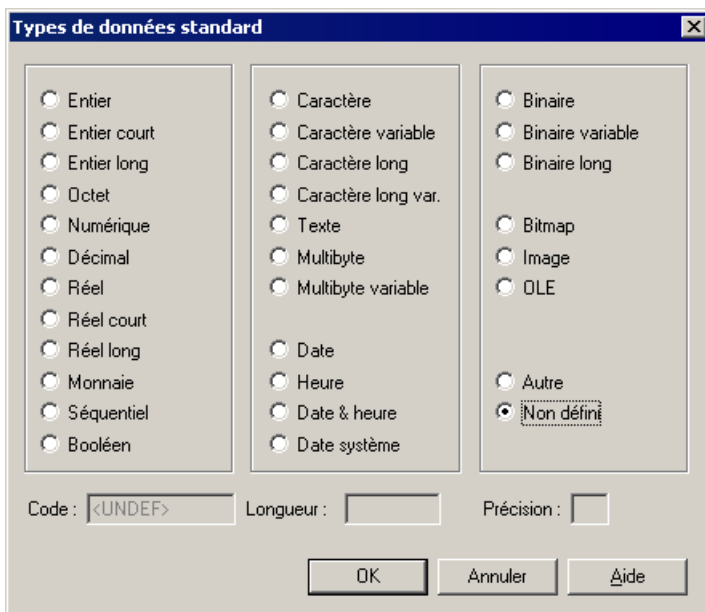 Types de données standard
Entier
Entier court
Entier long
Octet
Numérique
Décimal
Réel
Réel court
Réel long
Monnaie
Séquentiel
Booléen
Caractère
Caractère variable
Caractère long
Caractère long var.
Texte
Multibyte
Multibyte variable
Date
Heure
Date & heure
Date système
Binaire
Binaire variable
Binaire long
Bitmap
Image
OLE
Autre
Non défini
Code : <UNDEF> Longueur : Précision :
OK Annuler Aide